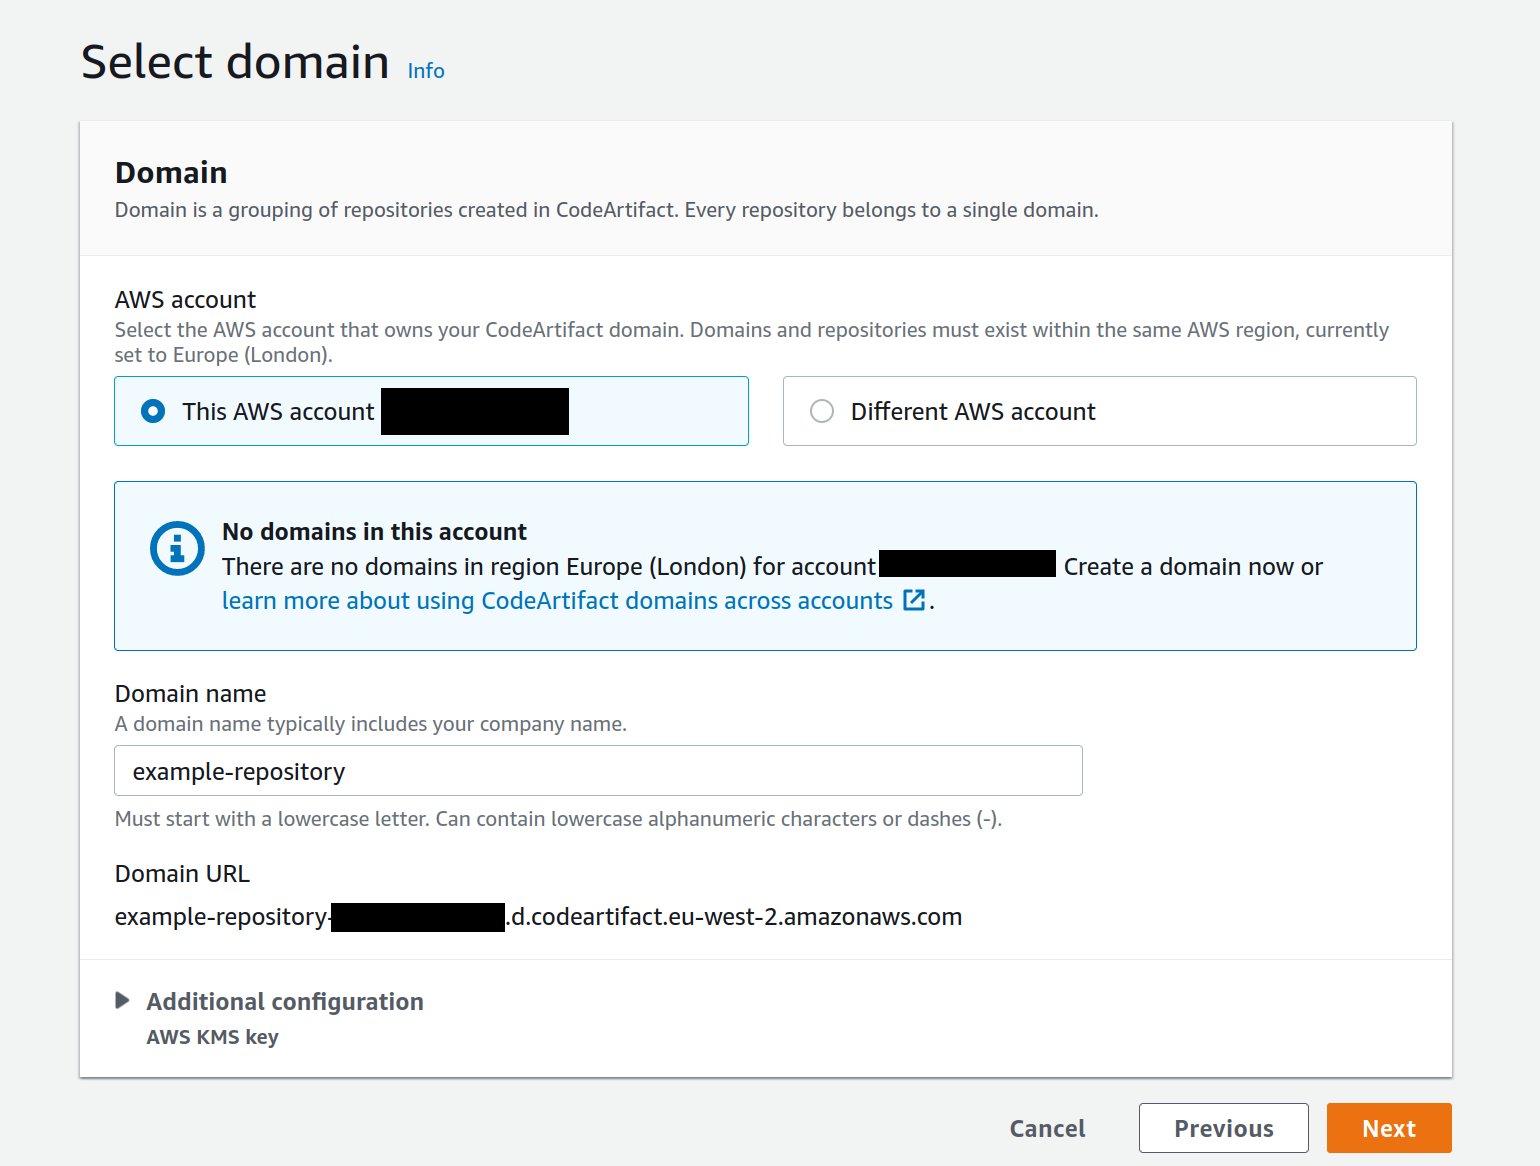 Select domain Info
Domain
Domain is a grouping of repositories created in CodeArtifact. Every repository belongs to a single domain.
AWS account
Select the AWS account that owns your CodeArtifact domain. Domains and repositories must exist within the same AWS region, currently
set to Europe (London).
This AWS account
Different AWS account
No domains in this account
There are no domains in region Europe (London) for account Create a domain now or
learn more about using CodeArtifact domains across accounts .
Domain name
A domain name typically includes your company name.
example-repository
Must start with a lowercase letter. Can contain lowercase alphanumeric characters or dashes (-).
Domain URL
example-repository- .d.codeartifact.eu-west-2.amazonaws.com
Additional configuration
AWS KMS key
Cancel
Previous
Next